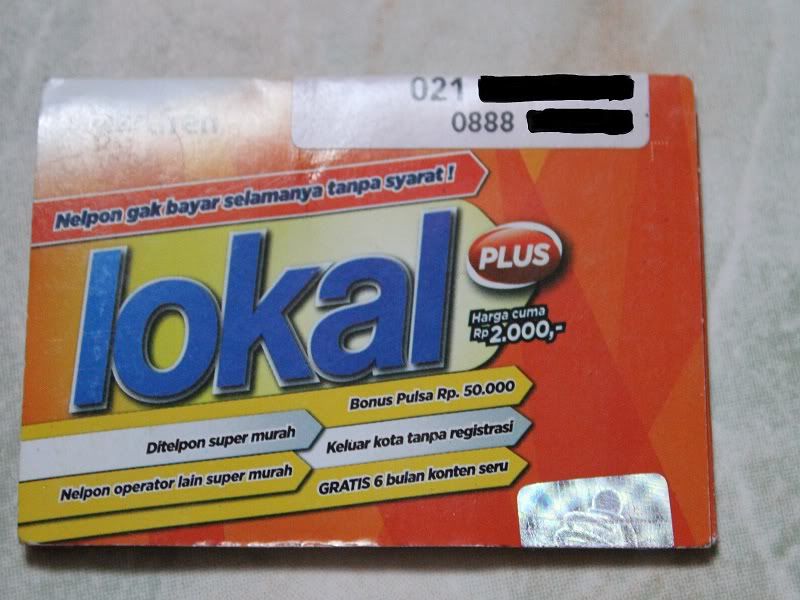 021
0888
Nelpon gak bayar selamanya tanpa syarat !
lokal
PLUS
Harga cuma
Rp 2.000,-
Bonus Pulsa Rp. 50.000
Ditelpon super murah
Keluar kota tanpa registrasi
Nelpon operator lain super murah
GRATIS 6 bulan konten seru